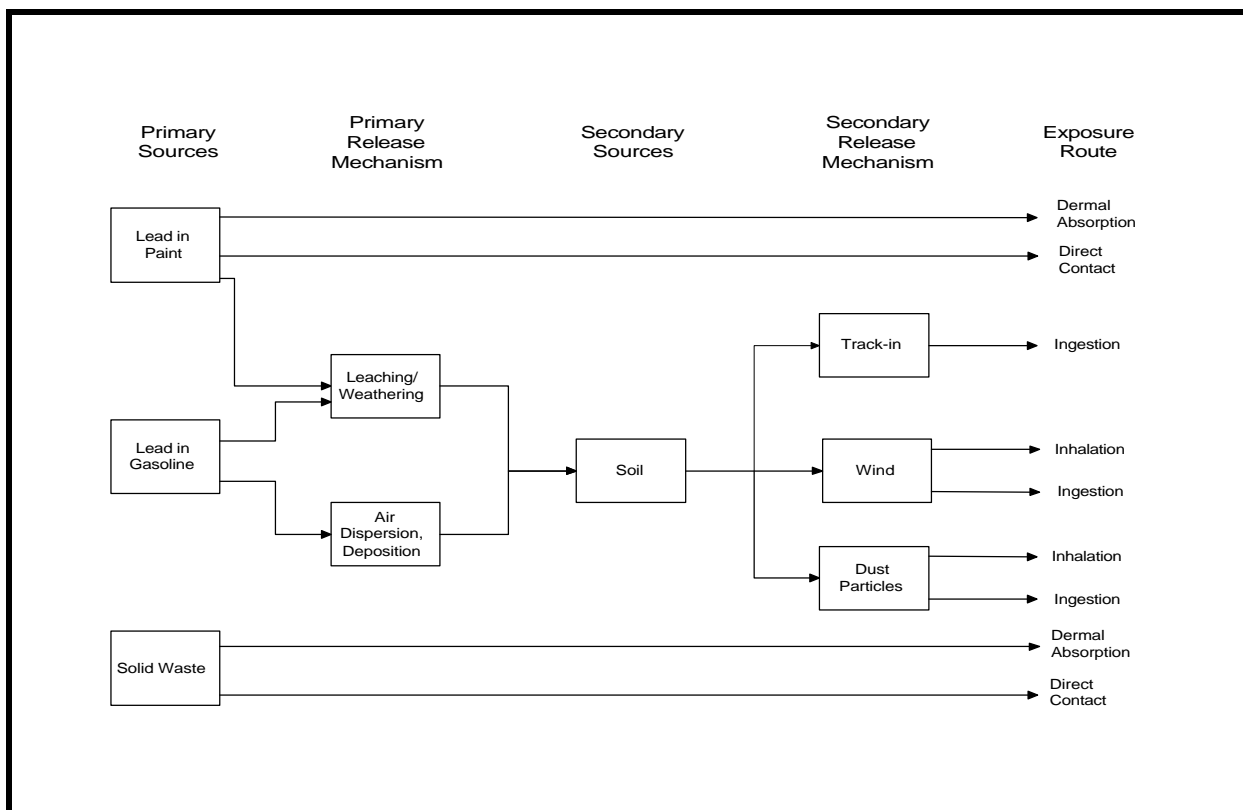 Primary
Sources
Primary
Release
Mechanism
Secondary
Sources
Secondary
Release
Mechanism
Exposure
Route
Lead in
Paint
Dermal
Absorption
Direct
Contact
Track-in
Ingestion
Leaching/
Weathering
Lead in
Gasoline
Soil
Wind
Inhalation
Ingestion
Air
Dispersion,
Deposition
Dust
Particles
Inhalation
Ingestion
Solid Waste
Dermal
Absorption
Direct
Contact